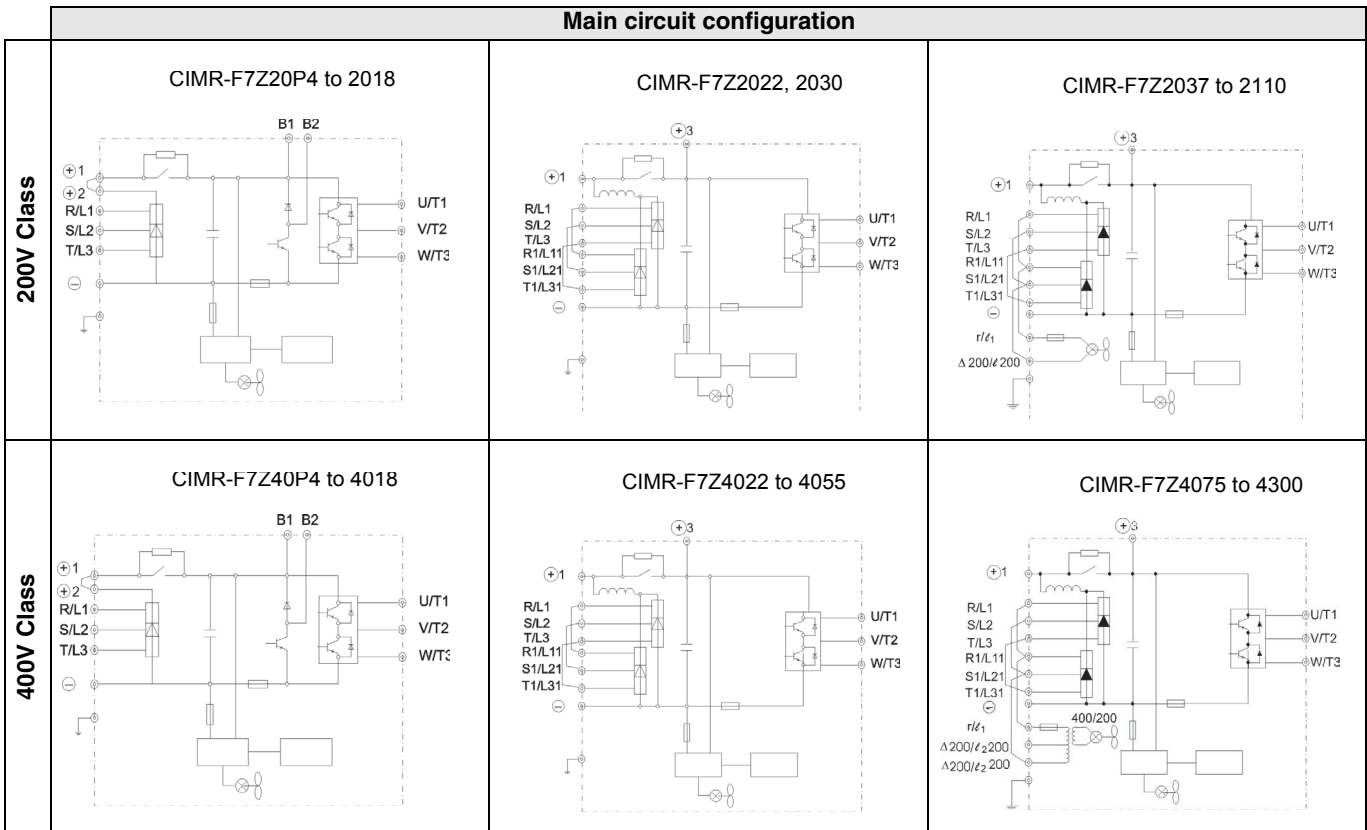 Main circuit configuration
200V Class
CIMR-F7Z20P4 to 2018
B1 B2
⊕1
⊕2
R/L1
S/L2
T/L3
⊖
U/T1
V/T2
W/T3
CIMR-F7Z2022, 2030
⊕3
⊕1
R/L1
S/L2
T/L3
R1/L11
S1/L21
T1/L31
⊖
U/T1
V/T2
W/T3
CIMR-F7Z2037 to 2110
⊕3
⊕1
R/L1
S/L2
T/L3
R1/L11
S1/L21
T1/L31
⊖
r/ℓ1
Δ200/ℓ200
U/T1
V/T2
W/T3
400V Class
CIMR-F7Z40P4 to 4018
B1 B2
⊕1
⊕2
R/L1
S/L2
T/L3
⊖
U/T1
V/T2
W/T3
CIMR-F7Z4022 to 4055
⊕3
⊕1
R/L1
S/L2
T/L3
R1/L11
S1/L21
T1/L31
⊖
U/T1
V/T2
W/T3
CIMR-F7Z4075 to 4300
⊕3
⊕1
R/L1
S/L2
T/L3
R1/L11
S1/L21
T1/L31
⊖
r/ℓ1
400/200
Δ200/ℓ2200
Δ200/ℓ2 200
U/T1
V/T2
W/T3